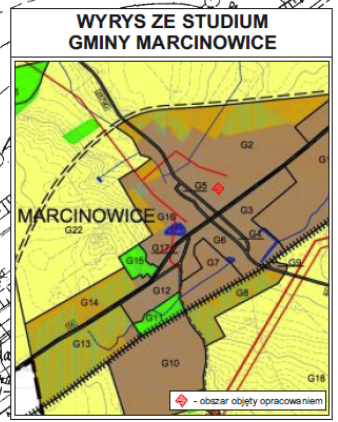 WYRYS ZE STUDIUM
GMINY MARCINOWICE
G2
G5
G3
MARCINOWICE
G16
G22
G4
G17
G6
G15
G7
G9
G12
G8
G14
G11
G13
G10
G18
- obszar objęty opracowaniem